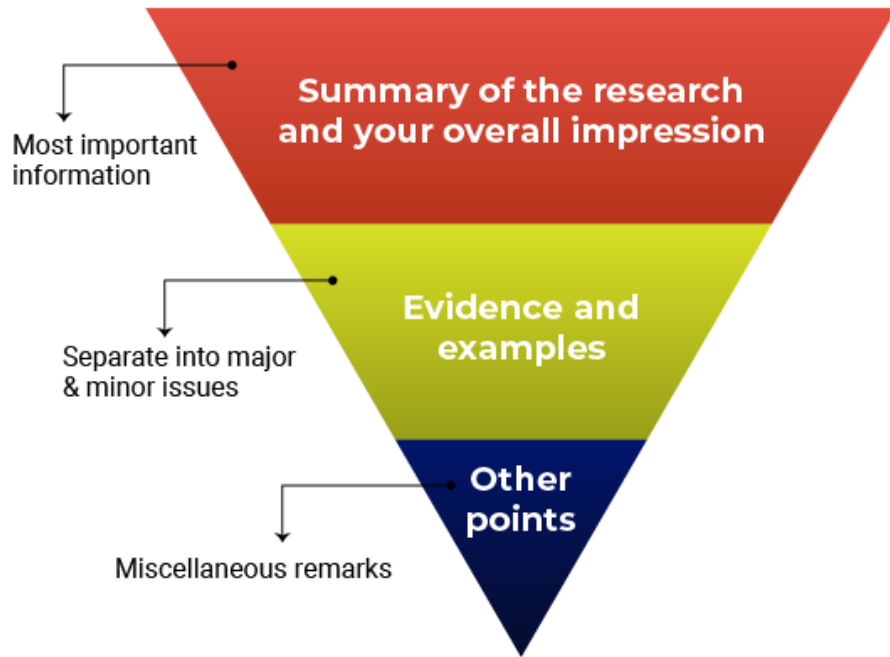 Summary of the research
and your overall impression
Most important
information
Evidence and
examples
Separate into major
& minor issues
Other
points
Miscellaneous remarks